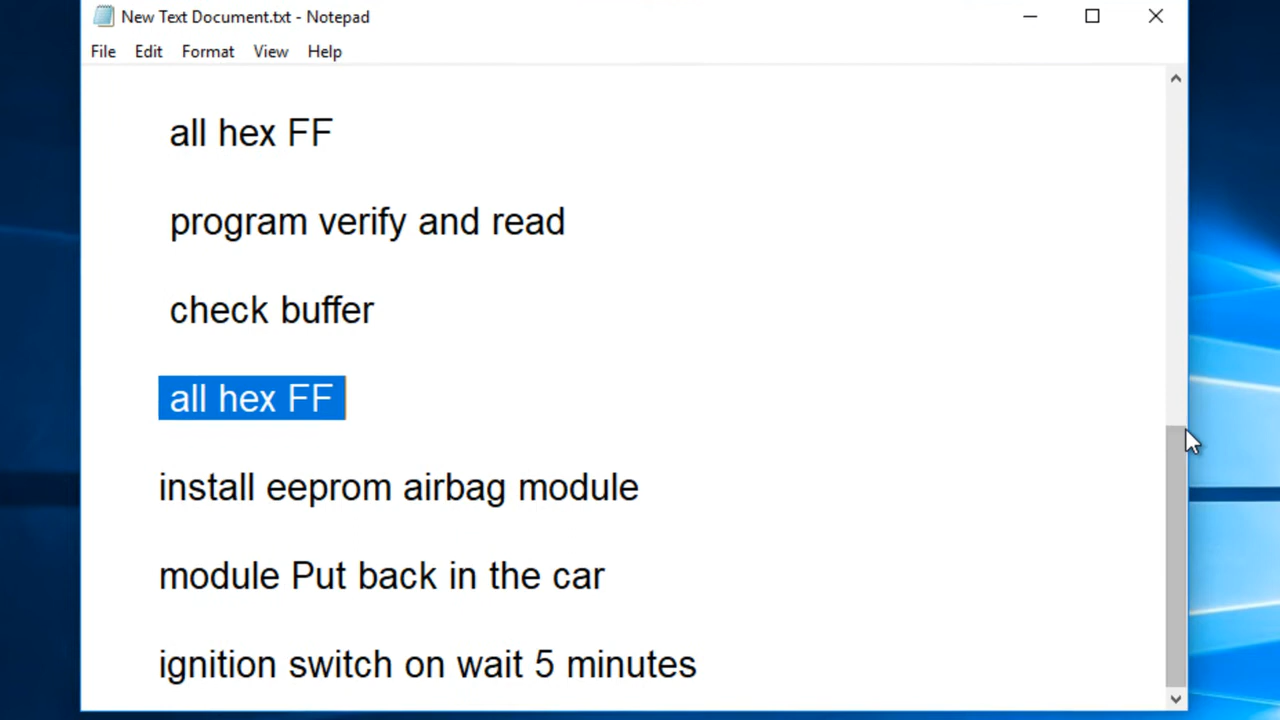 New Text Document.txt - Notepad
File Edit Format View Help
all hex FF
program verify and read
check buffer
all hex FF
install eeprom airbag module
module Put back in the car
ignition switch on wait 5 minutes